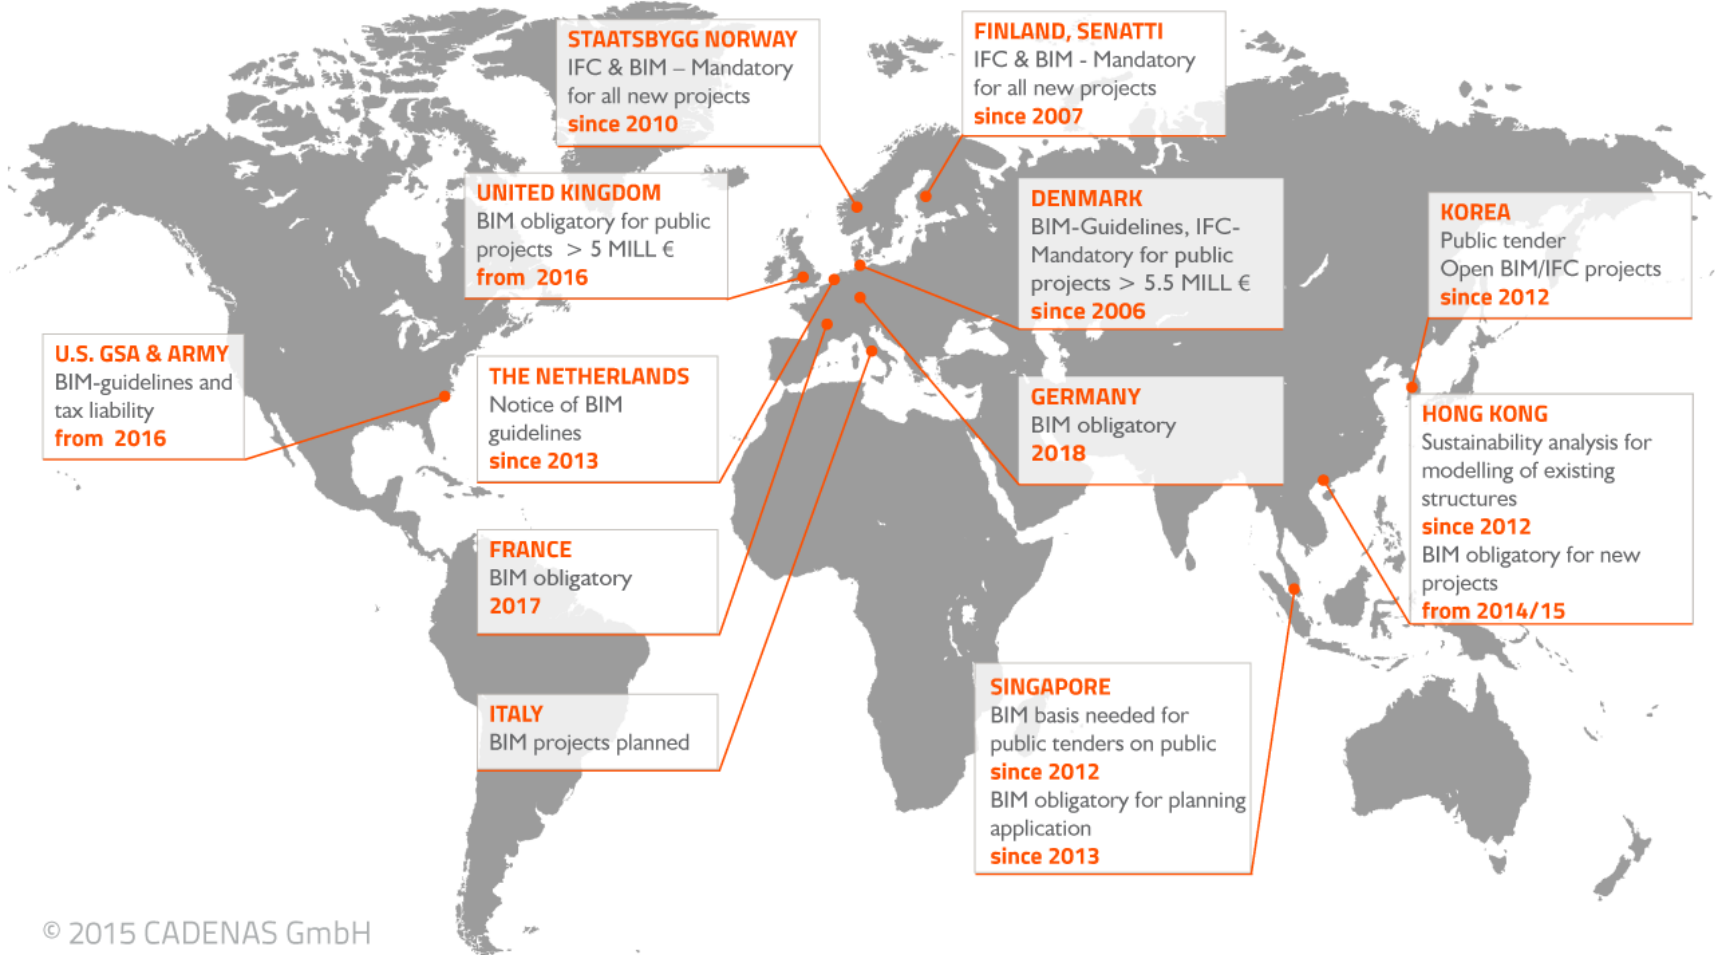 STAATSBYGG NORWAY
IFC & BIM – Mandatory
for all new projects
since 2010
FINLAND, SENATTI
IFC & BIM - Mandatory
for all new projects
since 2007
UNITED KINGDOM
BIM obligatory for public
projects > 5 MILL €
from 2016
DENMARK
BIM-Guidelines, IFC-
Mandatory for public
projects > 5.5 MILL €
since 2006
KOREA
Public tender
Open BIM/IFC projects
since 2012
U.S. GSA & ARMY
BIM-guidelines and
tax liability
from 2016
THE NETHERLANDS
Notice of BIM
guidelines
since 2013
GERMANY
BIM obligatory
2018
HONG KONG
Sustainability analysis for
modelling of existing
structures
since 2012
BIM obligatory for new
projects
from 2014/15
FRANCE
BIM obligatory
2017
ITALY
BIM projects planned
SINGAPORE
BIM basis needed for
public tenders on public
since 2012
BIM obligatory for planning
application
since 2013
© 2015 CADENAS GmbH